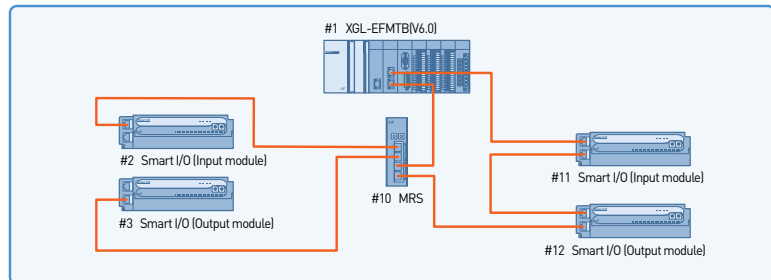 #1 XGL-EFMTB(V6.0)
#2 Smart I/O (Input module)
#3 Smart I/O (Output module)
#10 MRS
#11 Smart I/O (Input module)
#12 Smart I/O (Output module)